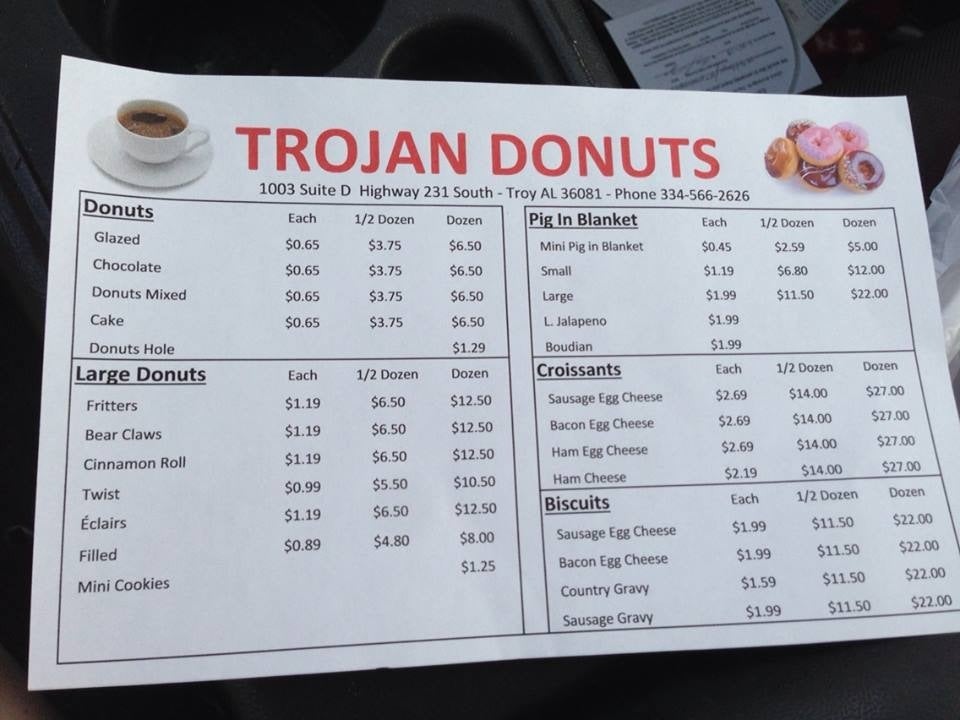 TROJAN DONUTS
1003 Suite D Highway 231 South - Troy AL 36081 - Phone 334-566-2626
Donuts Each 1/2 Dozen Dozen
Glazed $0.65 $3.75 $6.50
Chocolate $0.65 $3.75 $6.50
Donuts Mixed $0.65 $3.75 $6.50
Cake $0.65 $3.75 $6.50
Donuts Hole $1.29
Large Donuts Each 1/2 Dozen Dozen
Fritters $1.19 $6.50 $12.50
Bear Claws $1.19 $6.50 $12.50
Cinnamon Roll $1.19 $6.50 $12.50
Twist $0.99 $5.50 $10.50
Éclairs $1.19 $6.50 $12.50
Filled $0.89 $4.80 $8.00
Mini Cookies $1.25
Pig In Blanket Each 1/2 Dozen Dozen
Mini Pig in Blanket $0.45 $2.59 $5.00
Small $1.19 $6.80 $12.00
Large $1.99 $11.50 $22.00
L. Jalapeno $1.99
Boudian $1.99
Croissants Each 1/2 Dozen Dozen
Sausage Egg Cheese $2.69 $14.00 $27.00
Bacon Egg Cheese $2.69 $14.00 $27.00
Ham Egg Cheese $2.69 $14.00 $27.00
Ham Cheese $2.19 $14.00 $27.00
Biscuits Each 1/2 Dozen Dozen
Sausage Egg Cheese $1.99 $11.50 $22.00
Bacon Egg Cheese $1.99 $11.50 $22.00
Country Gravy $1.59 $11.50 $22.00
Sausage Gravy $1.99 $11.50 $22.00